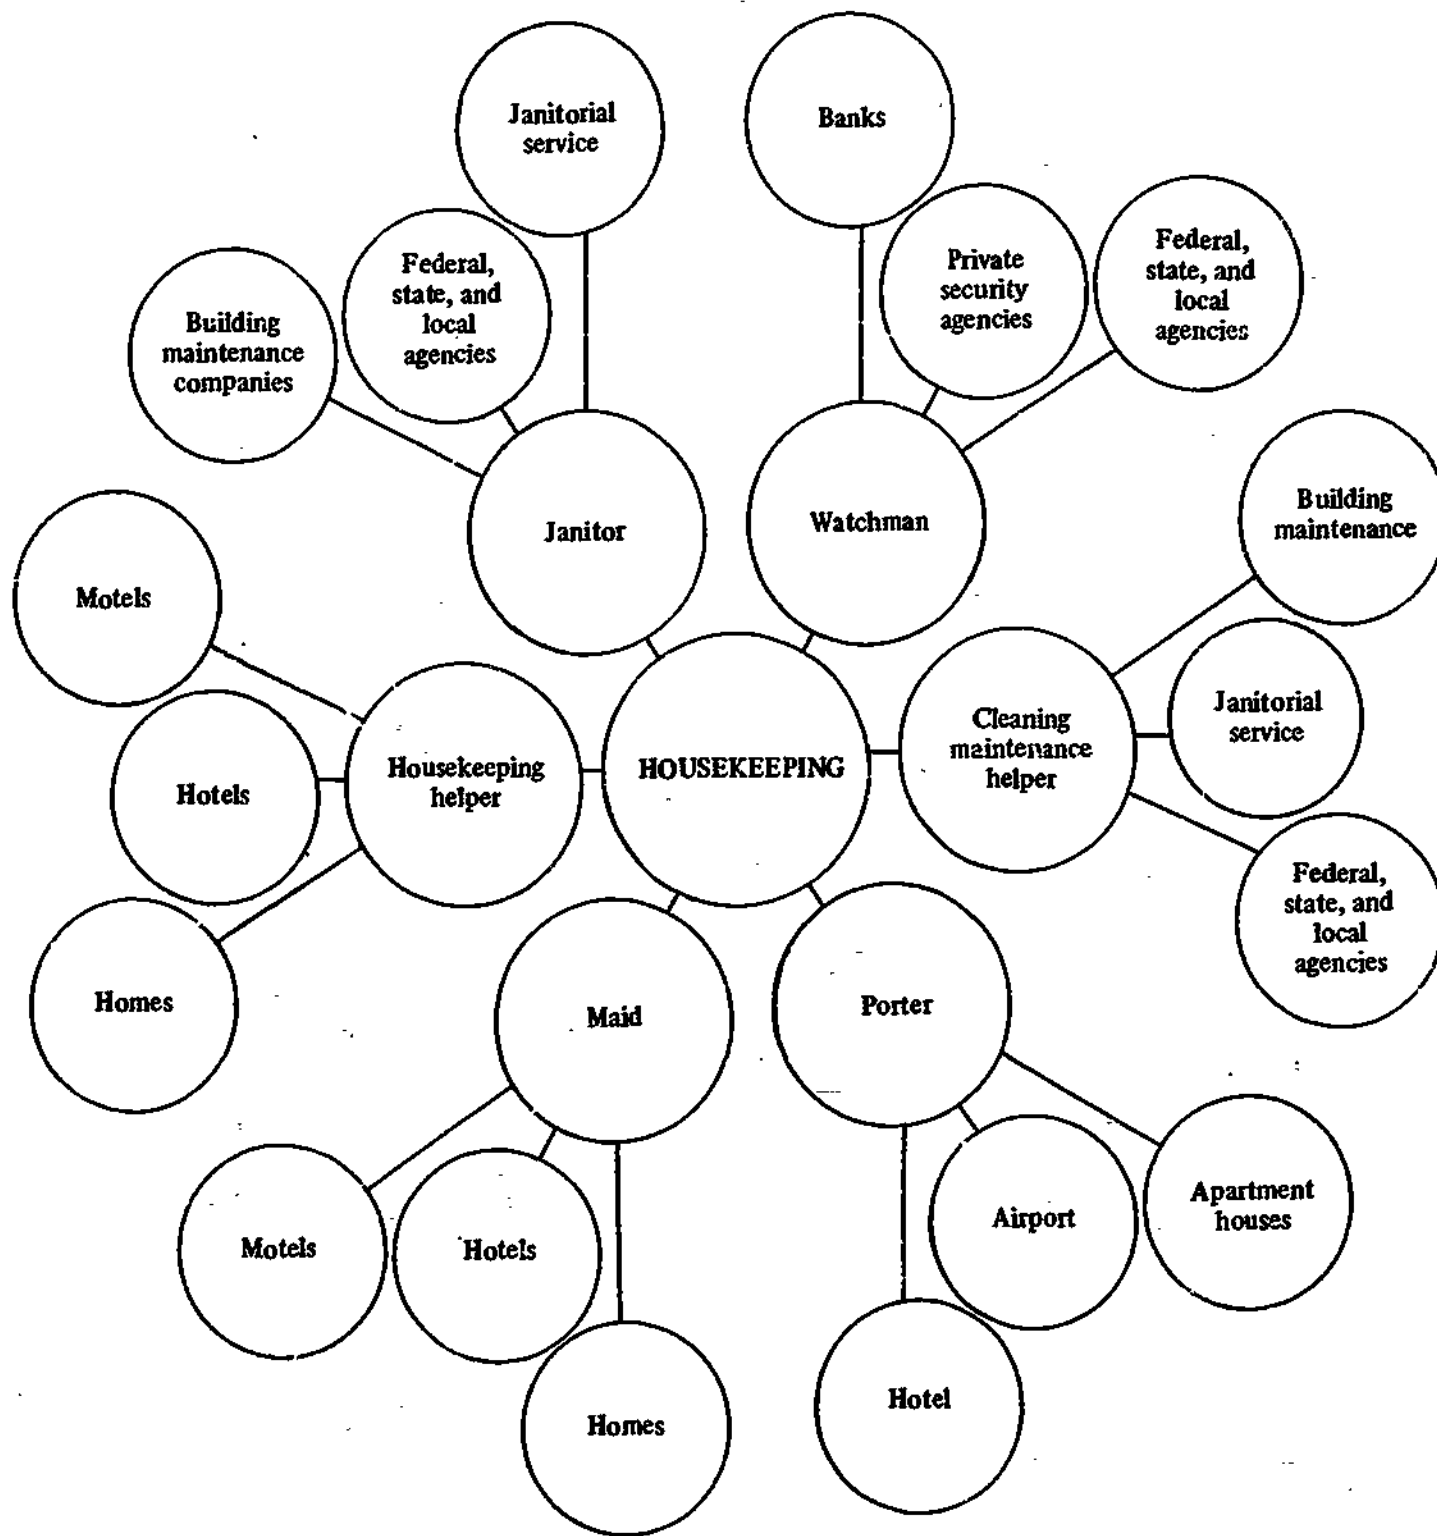 Janitorial
service
Banks
Federal,
state, and
local
agencies
Private
security
agencies
Federal,
state, and
local
agencies
Building
maintenance
companies
Janitor
Watchman
Building
maintenance
Motels
Housekeeping
helper
HOUSEKEEPING
Cleaning
maintenance
helper
Janitorial
service
Hotels
Federal,
state, and
local
agencies
Homes
Maid
Porter
Motels
Hotels
Airport
Apartment
houses
Homes
Hotel